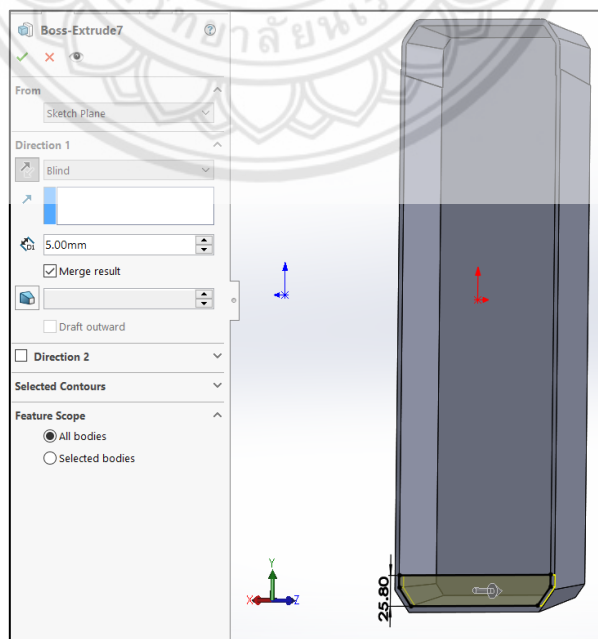 Boss-Extrude7
From
Sketch Plane
Direction 1
Blind
D1
5.00mm
Merge result
Draft outward
Direction 2
Selected Contours
Feature Scope
All bodies
Selected bodies
25.80
Y
X
Z